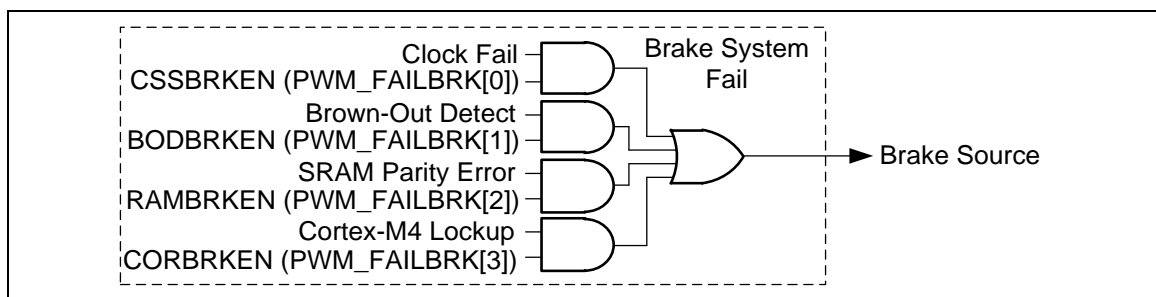 Clock Fail
CSSBRKEN (PWM_FAILBRK[0])
Brown-Out Detect
BODBRKEN (PWM_FAILBRK[1])
SRAM Parity Error
RAMBRKEN (PWM_FAILBRK[2])
Cortex-M4 Lockup
CORBRKEN (PWM_FAILBRK[3])
Brake System
Fail
Brake Source